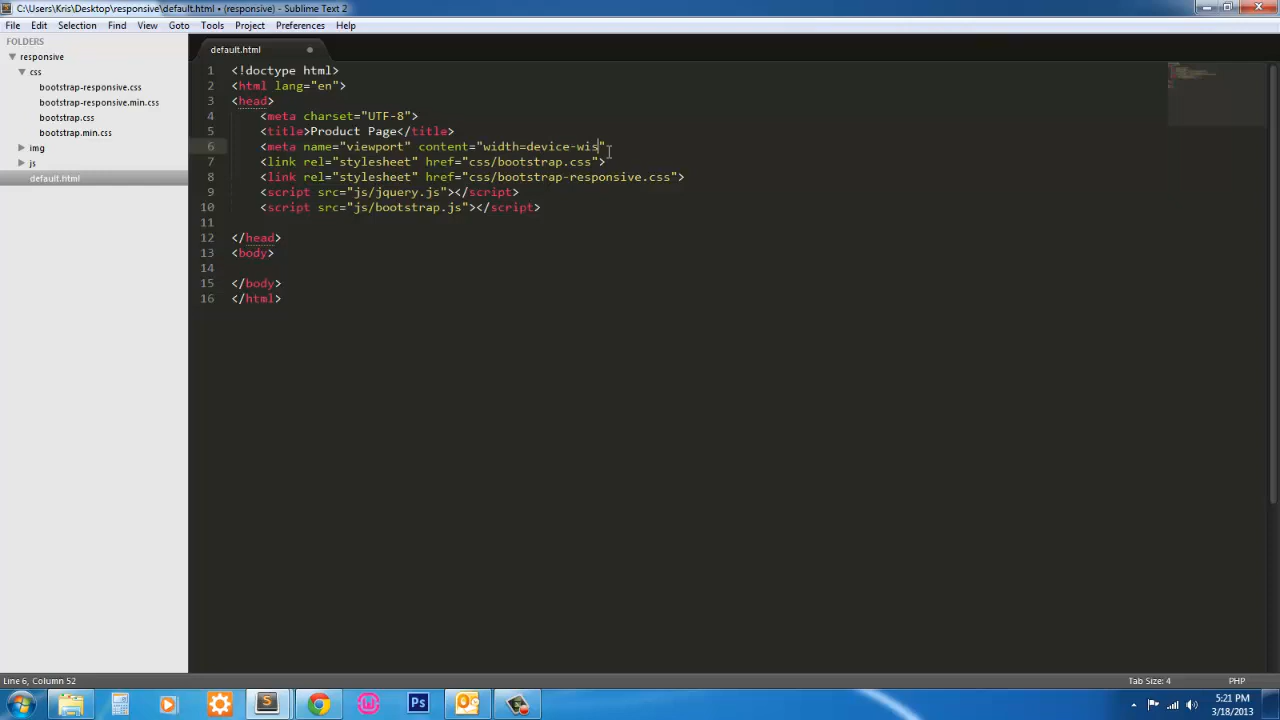 C:\Users\Kris\Desktop\responsive\default.html • (responsive) - Sublime Text 2
File Edit Selection Find View Goto Tools Project Preferences Help
FOLDERS
responsive
css
bootstrap-responsive.css
bootstrap-responsive.min.css
bootstrap.css
bootstrap.min.css
img
js
default.html
default.html
1 <!doctype html>
2 <html lang="en">
3 <head>
4 <meta charset="UTF-8">
5 <title>Product Page</title>
6 <meta name="viewport" content="width=device-wis"
7 <link rel="stylesheet" href="css/bootstrap.css">
8 <link rel="stylesheet" href="css/bootstrap-responsive.css">
9 <script src="js/jquery.js"></script>
10 <script src="js/bootstrap.js"></script>
11
12 </head>
13 <body>
14
15 </body>
16 </html>
Line 6, Column 52 Tab Size: 4 PHP
S Ps
5:21 PM
3/18/2013